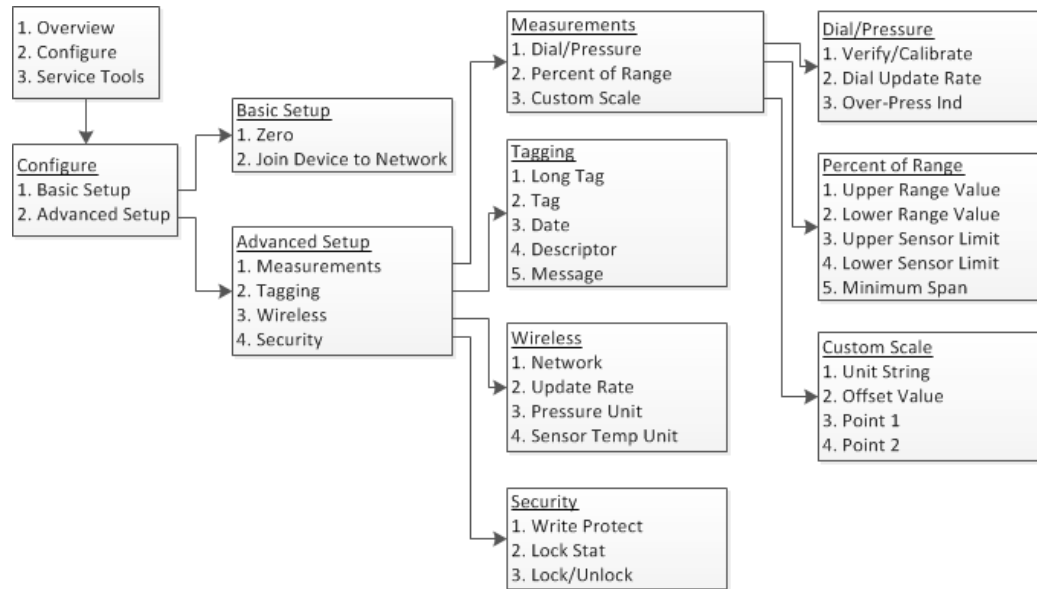 1. Overview
2. Configure
3. Service Tools
Configure
1. Basic Setup
2. Advanced Setup
Basic Setup
1. Zero
2. Join Device to Network
Advanced Setup
1. Measurements
2. Tagging
3. Wireless
4. Security
Measurements
1. Dial/Pressure
2. Percent of Range
3. Custom Scale
Tagging
1. Long Tag
2. Tag
3. Date
4. Descriptor
5. Message
Wireless
1. Network
2. Update Rate
3. Pressure Unit
4. Sensor Temp Unit
Security
1. Write Protect
2. Lock Stat
3. Lock/Unlock
Dial/Pressure
1. Verify/Calibrate
2. Dial Update Rate
3. Over-Press Ind
Percent of Range
1. Upper Range Value
2. Lower Range Value
3. Upper Sensor Limit
4. Lower Sensor Limit
5. Minimum Span
Custom Scale
1. Unit String
2. Offset Value
3. Point 1
4. Point 2